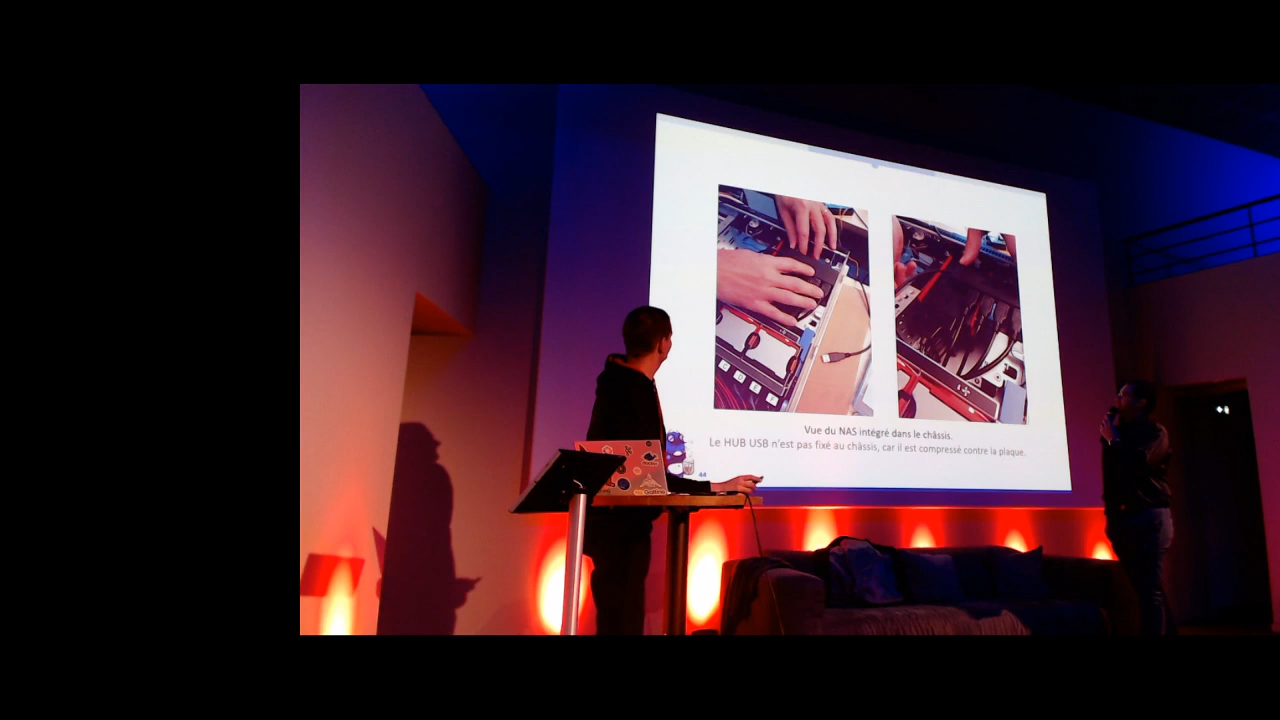 Vue du NAS intégré dans le châssis.
Le HUB USB n'est pas fixé au châssis, car il est compressé contre la plaque.
44